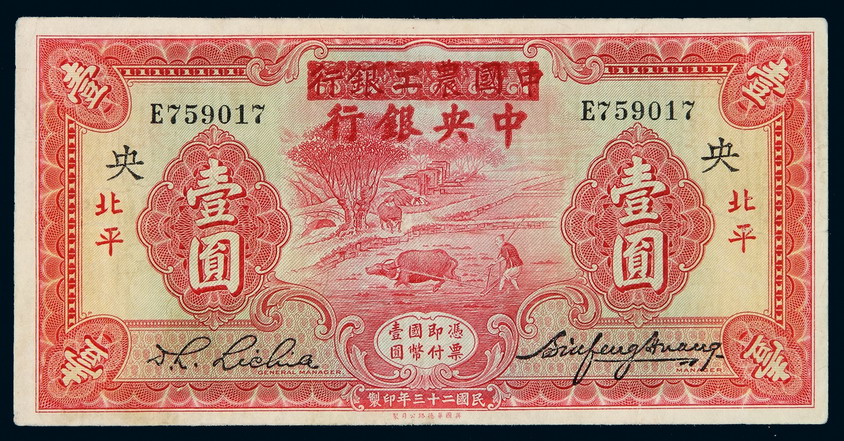 中國農工銀行
中央銀行
壹
壹
E759017
E759017
央
央
北平
北平
壹圓
壹圓
憑票
即付
國幣
壹圓
GENERAL MANAGER
MANAGER
壹
壹
民國二十三年印製